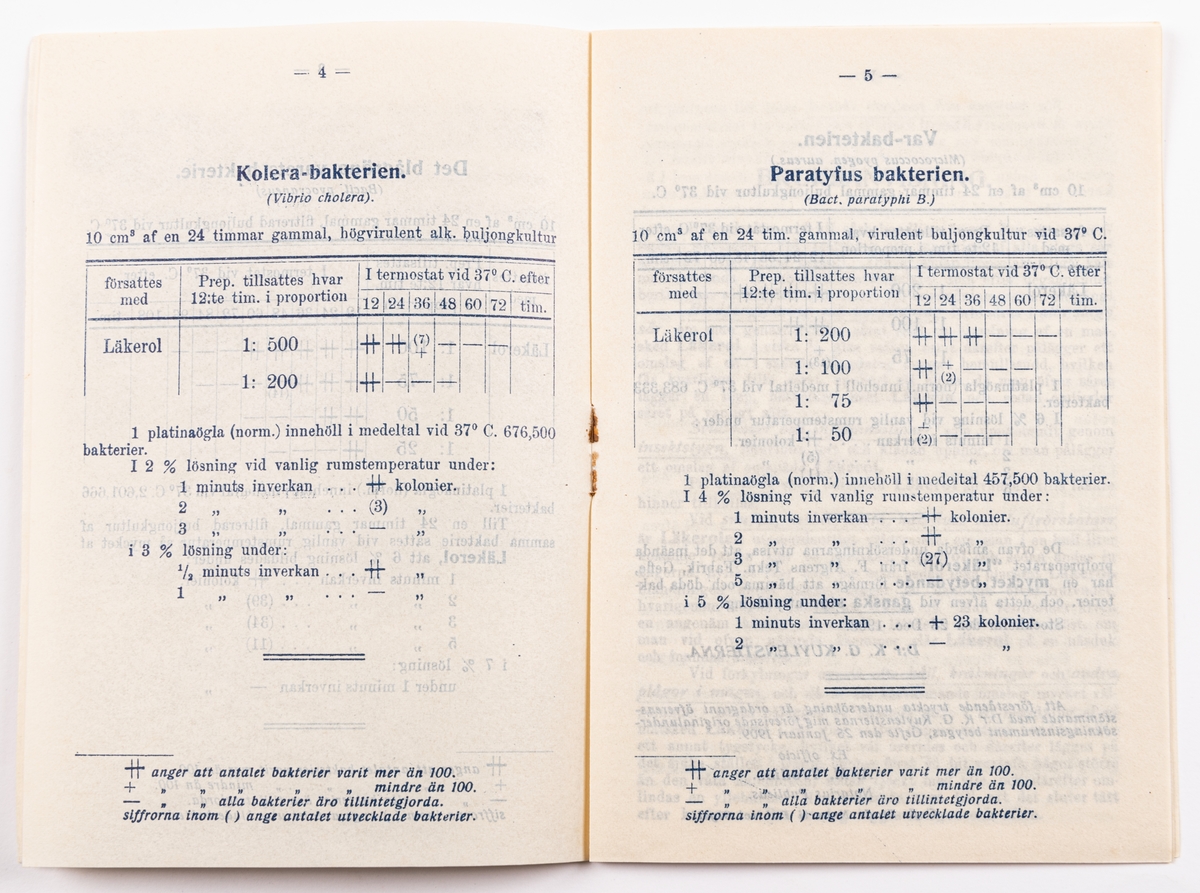 — 4 —
Kolera-bakterien.
(Vibrio cholera).
10 cm³ af en 24 timmar gammal, högvirulent alk. buljongkultur
försattes med | Prep. tillsattes hvar 12:te tim. i proportion | I termostat vid 37⁰ C. efter
12 | 24 | 36 | 48 | 60 | 72 | tim.
Läkerol 1: 500 ⧺ ⧺ (7) + — —
1: 200 ⧺ — — —
1 platinaögla (norm.) innehöll i medeltal vid 37⁰ C. 676,500
bakterier.
I 2 % lösning vid vanlig rumstemperatur under:
1 minuts inverkan . . . ⧺ kolonier.
2 „ „ . . . (3) „
3 „ „ . . . — „
i 3 % lösning under:
½ minuts inverkan . . . ⧺ „
1 „ „ . . . — „
⧺ anger att antalet bakterier varit mer än 100.
+ „ „ „ „ „ mindre än 100.
— „ „ alla bakterier äro tillintetgjorda.
siffrorna inom ( ) ange antalet utvecklade bakterier.
— 5 —
Paratyfus bakterien.
(Bact. paratyphi B.)
10 cm³ af en 24 tim. gammal, virulent buljongkultur vid 37⁰ C.
försattes med | Prep. tillsattes hvar 12:te tim. i proportion | I termostat vid 37⁰ C. efter
12 | 24 | 36 | 48 | 60 | 72 | tim.
Läkerol 1: 200 ⧺ ⧺ ⧺ — — —
1: 100 ⧺ + (2) — — —
1: 75 ⧺ — — — —
1: 50 + (2) — — — —
1 platinaögla (norm.) innehöll i medeltal 457,500 bakterier.
I 4 % lösning vid vanlig rumstemperatur under:
1 minuts inverkan . . . ⧺ kolonier.
2 „ „ . . . ⧺ „
3 „ „ . . . (27) „
5 „ „ . . . — „
i 5 % lösning under:
1 minuts inverkan . . . + 23 kolonier.
2 „ „ . . . — „
⧺ anger att antalet bakterier varit mer än 100.
+ „ „ „ „ „ mindre än 100.
— „ „ alla bakterier äro tillintetgjorda.
siffrorna inom ( ) ange antalet utvecklade bakterier.